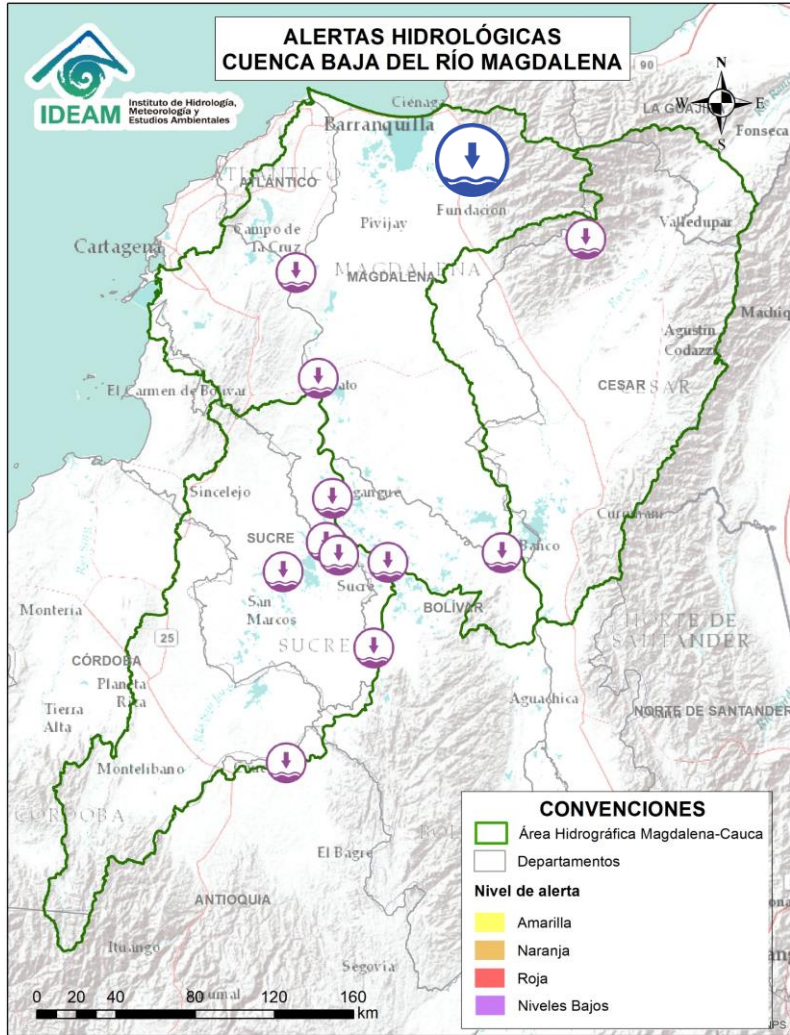 ALERTAS HIDROLÓGICAS
CUENCA BAJA DEL RÍO MAGDALENA
IDEAM
Instituto de Hidrología,
Meteorología y
Estudios Ambientales
N
W
E
S
90
LA GUAJIRA
Fonseca
Ciénaga
Barranquilla
ATLÁNTICO
ATLÁNTICO
Fundación
Pivijay
Valledupar
Campo de
la Cruz
Cartagena
MAGDALENA
MAGDALENA
Agustín
Codazzi
CESAR
CESAR
El Carmen de Bolívar
Sincelejo
Curumaní
SUCRE
Banco
Sucre
San
Marcos
BOLÍVAR
Montería
SUCRE
NORTE DE
SANTANDER
25
CÓRDOBA
Planeta
Rica
Tierra
Alta
Aguachica
NORTE DE SANTANDER
Montelíbano
CÓRDOBA
El Bagre
ANTIOQUIA
Ituango
Segovia
CONVENCIONES
Área Hidrográfica Magdalena-Cauca
Departamentos
Nivel de alerta
Amarilla
Naranja
Roja
Niveles Bajos
0 20 40 80 120 160
km